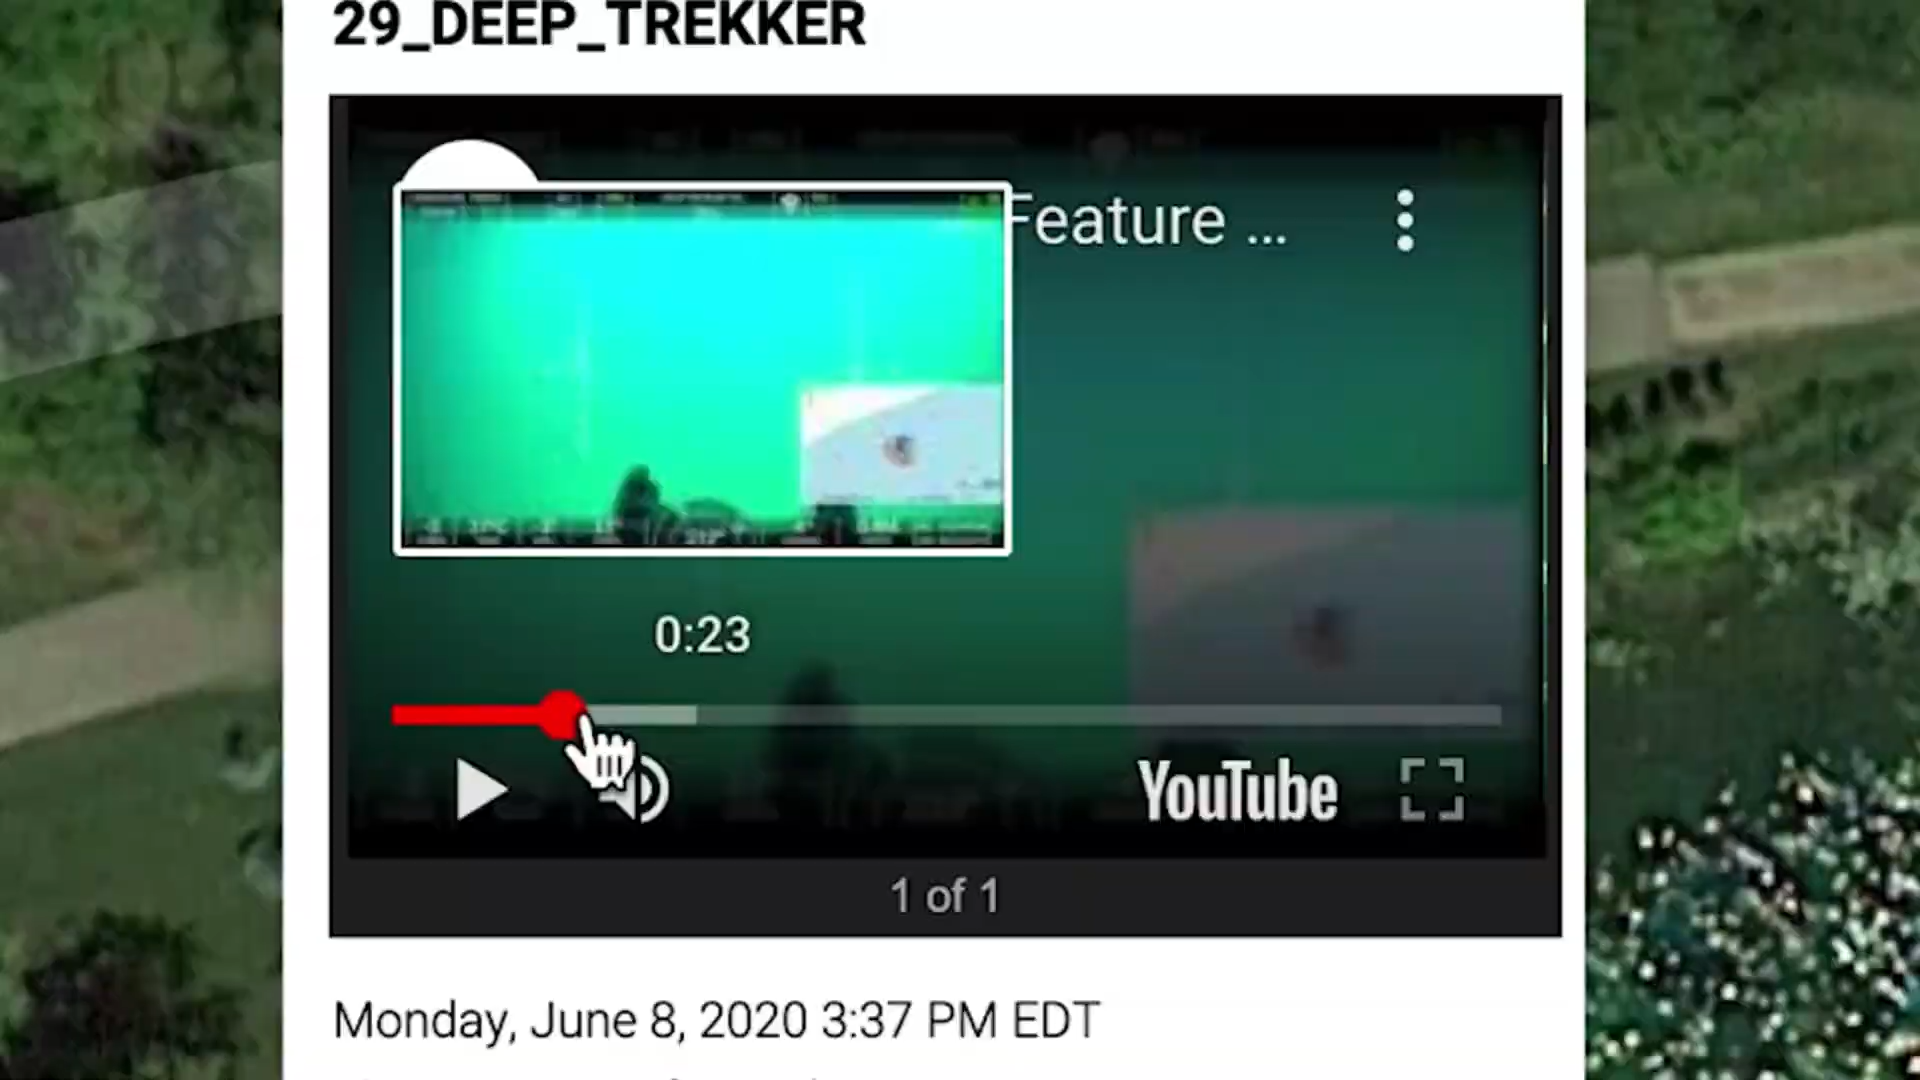 29_DEEP_TREKKER
Feature ...
0:23
YouTube
1 of 1
Monday, June 8, 2020 3:37 PM EDT